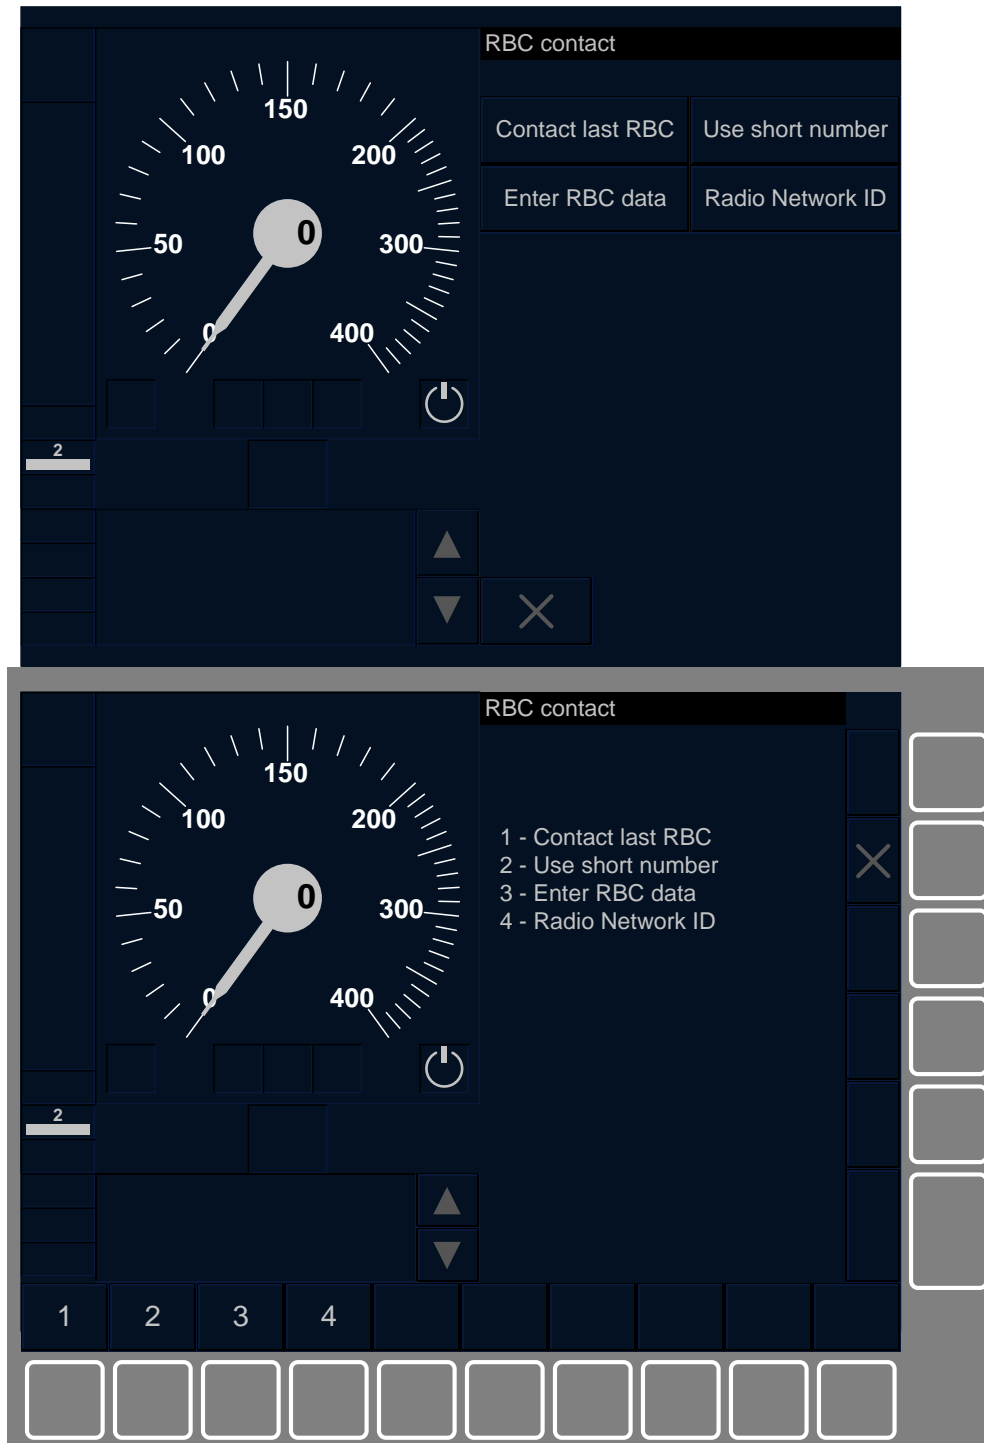 RBC contact
150
100
200
Contact last RBC
Use short number
Enter RBC data
Radio Network ID
50
0
300
0
400
2
RBC contact
150
100
200
1 - Contact last RBC
2 - Use short number
3 - Enter RBC data
4 - Radio Network ID
50
0
300
0
400
2
1 2 3 4